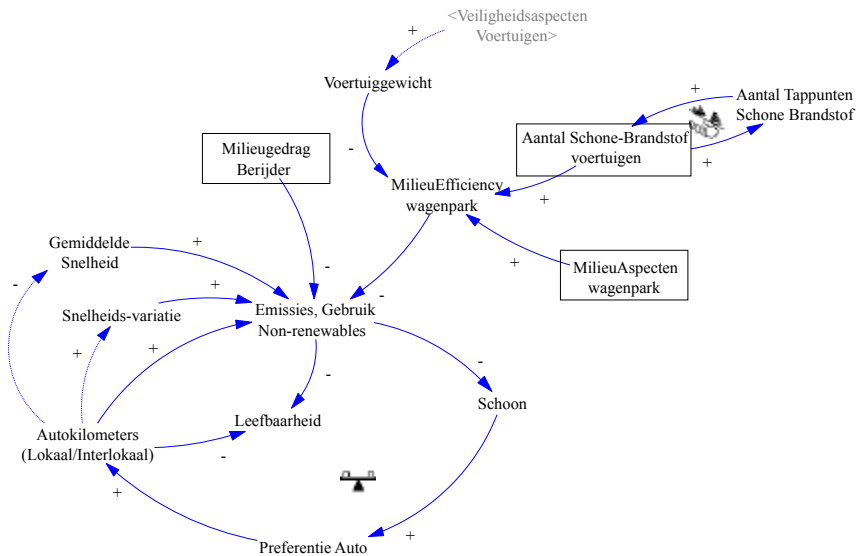 <Veiligheidsaspecten
Voertuigen>
+
Voertuiggewicht
+
Aantal Tappunten
Schone Brandstof
Aantal Schone-Brandstof
voertuigen
+
-
Milieugedrag
Berijder
MilieuEfficiency
wagenpark
+
Gemiddelde
Snelheid
+
-
MilieuAspecten
wagenpark
+
-
+
-
Snelheids-variatie
Emissies, Gebruik
Non-renewables
+
+
-
-
Schoon
Leefbaarheid
Autokilometers
(Lokaal/Interlokaal)
-
+
+
Preferentie Auto